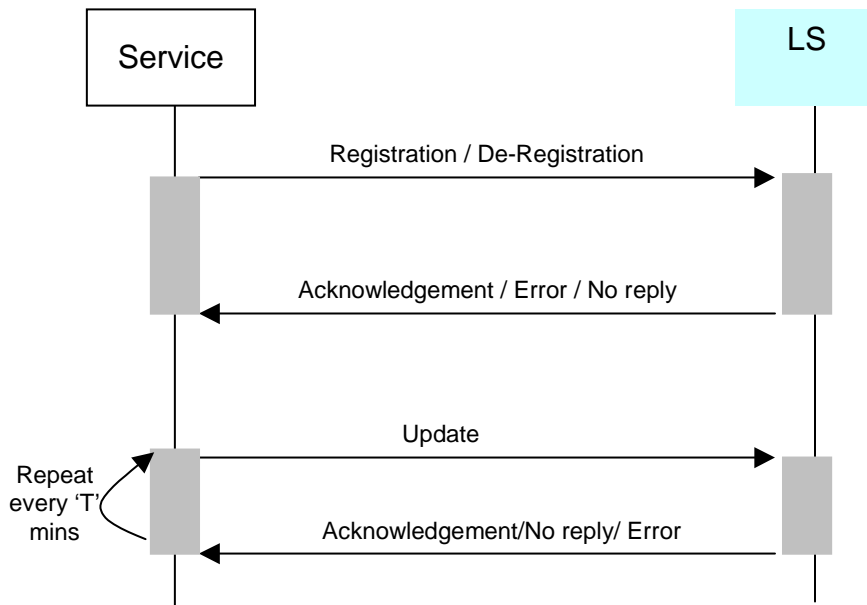 Service
LS
Registration / De-Registration
Acknowledgement / Error / No reply
Update
Repeat
every ‘T’
mins
Acknowledgement/No reply/ Error